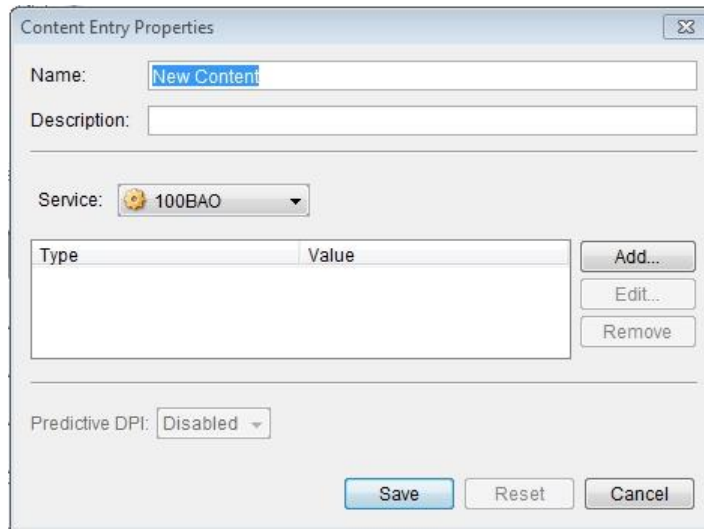 Content Entry Properties
Name: New Content
Description:
Service: 100BAO
Type Value
Add...
Edit...
Remove
Predictive DPI: Disabled
Save Reset Cancel